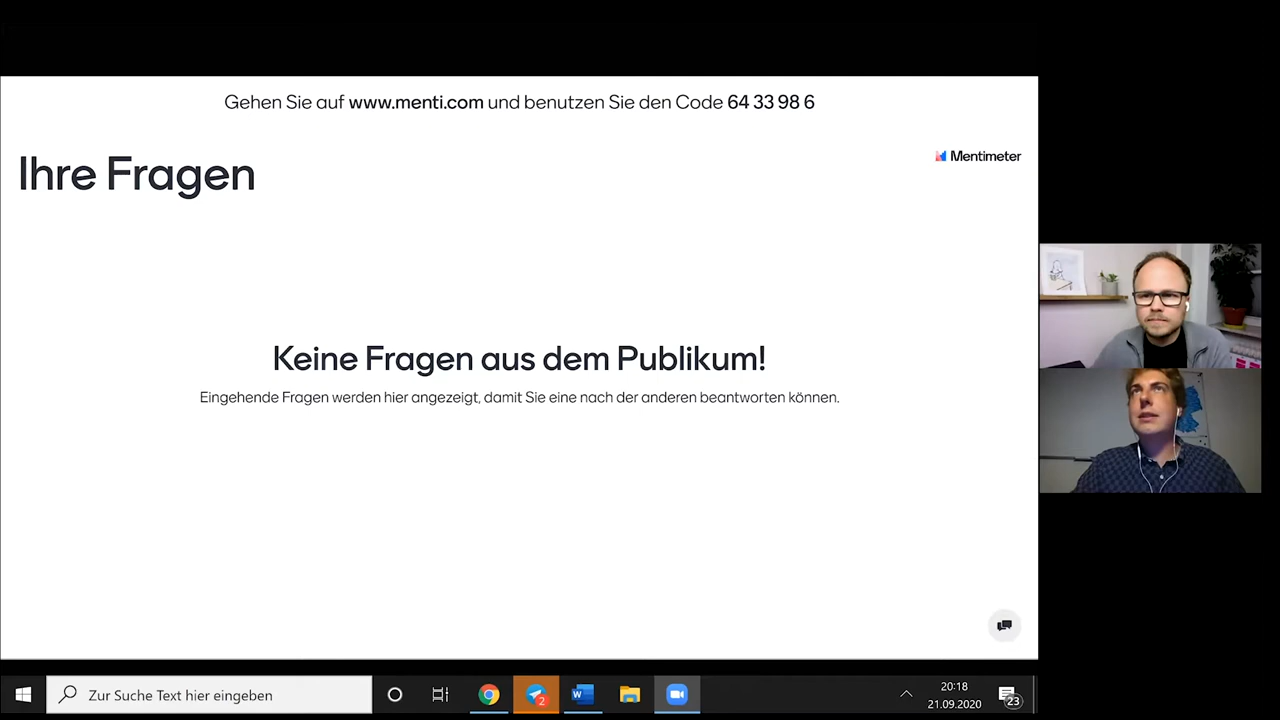 Gehen Sie auf www.menti.com und benutzen Sie den Code 64 33 98 6
Ihre Fragen
Mentimeter
Keine Fragen aus dem Publikum!
Eingehende Fragen werden hier angezeigt, damit Sie eine nach der anderen beantworten können.
Zur Suche Text hier eingeben
2
W
20:18
21.09.2020
23